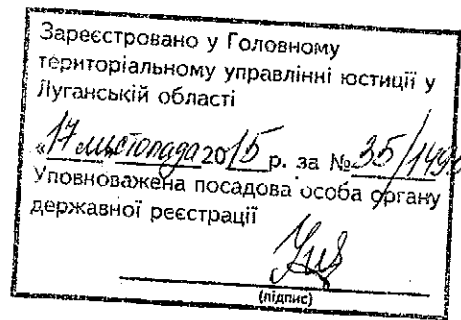 Зареєстровано у Головному
територіальному управлінні юстиції у
Луганській області
«17» листопада 2015 р. за № 35/149
Уповноважена посадова особа органу
державної реєстрації
(підпис)